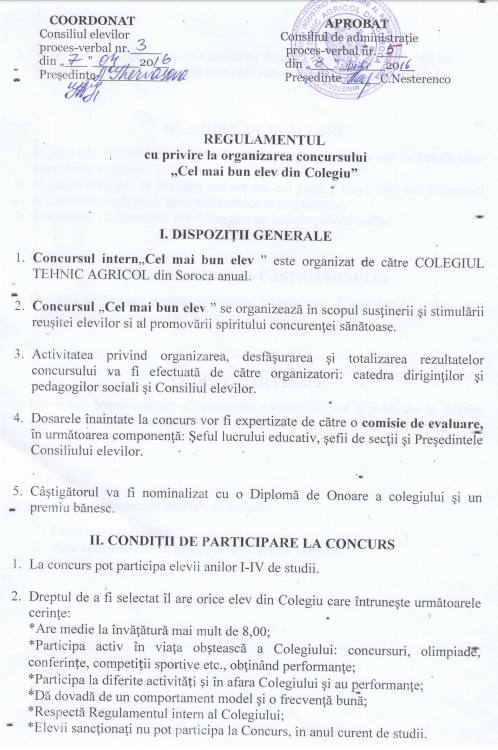 COORDONAT
Consiliul elevilor
proces-verbal nr. 3
din „ 7 ” 04 2016
Președinte
APROBAT
Consiliul de administrație
proces-verbal nr. 5
din „ 8 ” 2016
Președinte C.Nesterenco
REGULAMENTUL
cu privire la organizarea concursului
„Cel mai bun elev din Colegiu”
I. DISPOZIȚII GENERALE
1. Concursul intern„Cel mai bun elev ” este organizat de către COLEGIUL
TEHNIC AGRICOL din Soroca anual.
2. Concursul „Cel mai bun elev ” se organizează în scopul susținerii și stimulării
reușitei elevilor si al promovării spiritului concurenței sănătoase.
3. Activitatea privind organizarea, desfășurarea și totalizarea rezultatelor
concursului va fi efectuată de către organizatori: catedra diriginților și
pedagogilor sociali și Consiliul elevilor.
4. Dosarele înaintate la concurs vor fi expertizate de către o comisie de evaluare,
în următoarea componență: Șeful lucrului educativ, șefii de secții și Președintele
Consiliului elevilor.
5. Câștigătorul va fi nominalizat cu o Diplomă de Onoare a colegiului și un
premiu bănesc.
II. CONDIȚII DE PARTICIPARE LA CONCURS
1. La concurs pot participa elevii anilor I-IV de studii.
2. Dreptul de a fi selectat îl are orice elev din Colegiu care întrunește următoarele
cerințe:
*Are medie la învățătură mai mult de 8,00;
*Participa activ în viața obștească a Colegiului: concursuri, olimpiade,
conferințe, competiții sportive etc., obținând performanțe;
*Participa la diferite activități și în afara Colegiului și au performanțe;
*Dă dovadă de un comportament model și o frecvență bună;
*Respectă Regulamentul intern al Colegiului;
*Elevii sancționați nu pot participa la Concurs, în anul curent de studii.